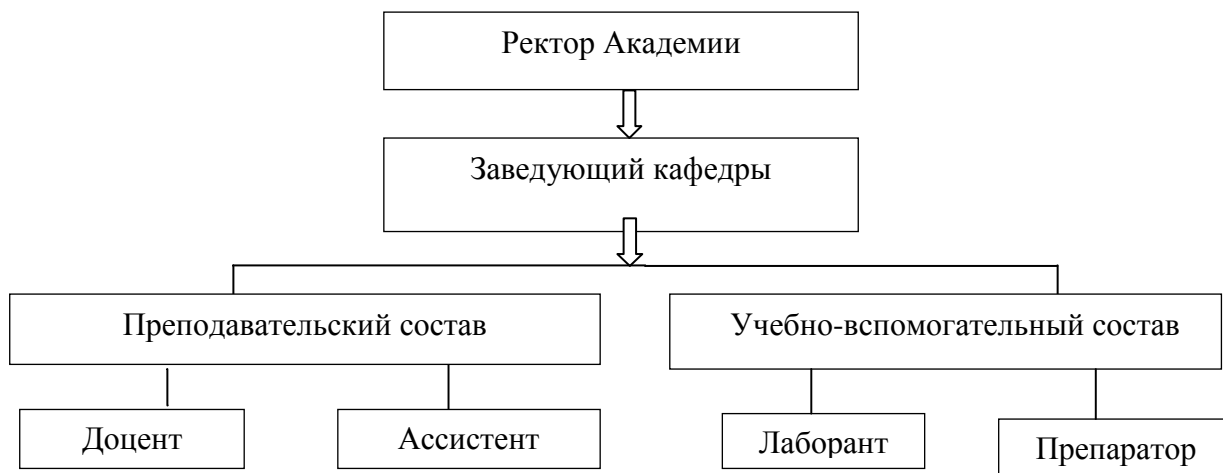 Ректор Академии
Заведующий кафедры
Преподавательский состав
Учебно-вспомогательный состав
Доцент
Ассистент
Лаборант
Препаратор